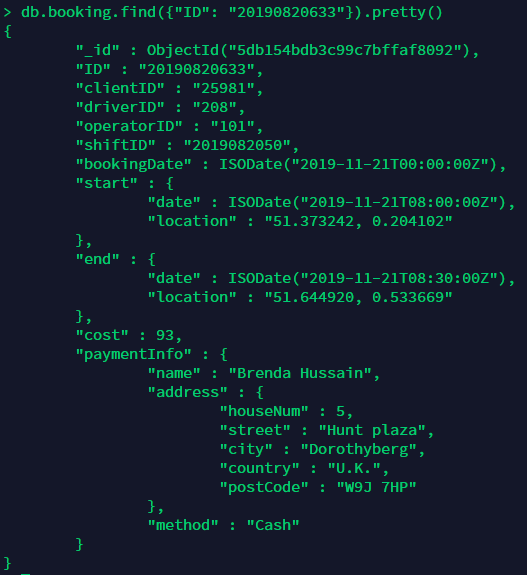 > db.booking.find({"ID": "20190820633"}).pretty()
{
        "_id" : ObjectId("5db154bdb3c99c7bffaf8092"),
        "ID" : "20190820633",
        "clientID" : "25981",
        "driverID" : "208",
        "operatorID" : "101",
        "shiftID" : "2019082050",
        "bookingDate" : ISODate("2019-11-21T00:00:00Z"),
        "start" : {
                "date" : ISODate("2019-11-21T08:00:00Z"),
                "location" : "51.373242, 0.204102"
        },
        "end" : {
                "date" : ISODate("2019-11-21T08:30:00Z"),
                "location" : "51.644920, 0.533669"
        },
        "cost" : 93,
        "paymentInfo" : {
                "name" : "Brenda Hussain",
                "address" : {
                        "houseNum" : 5,
                        "street" : "Hunt plaza",
                        "city" : "Dorothyberg",
                        "country" : "U.K.",
                        "postCode" : "W9J 7HP"
                },
                "method" : "Cash"
        }
}